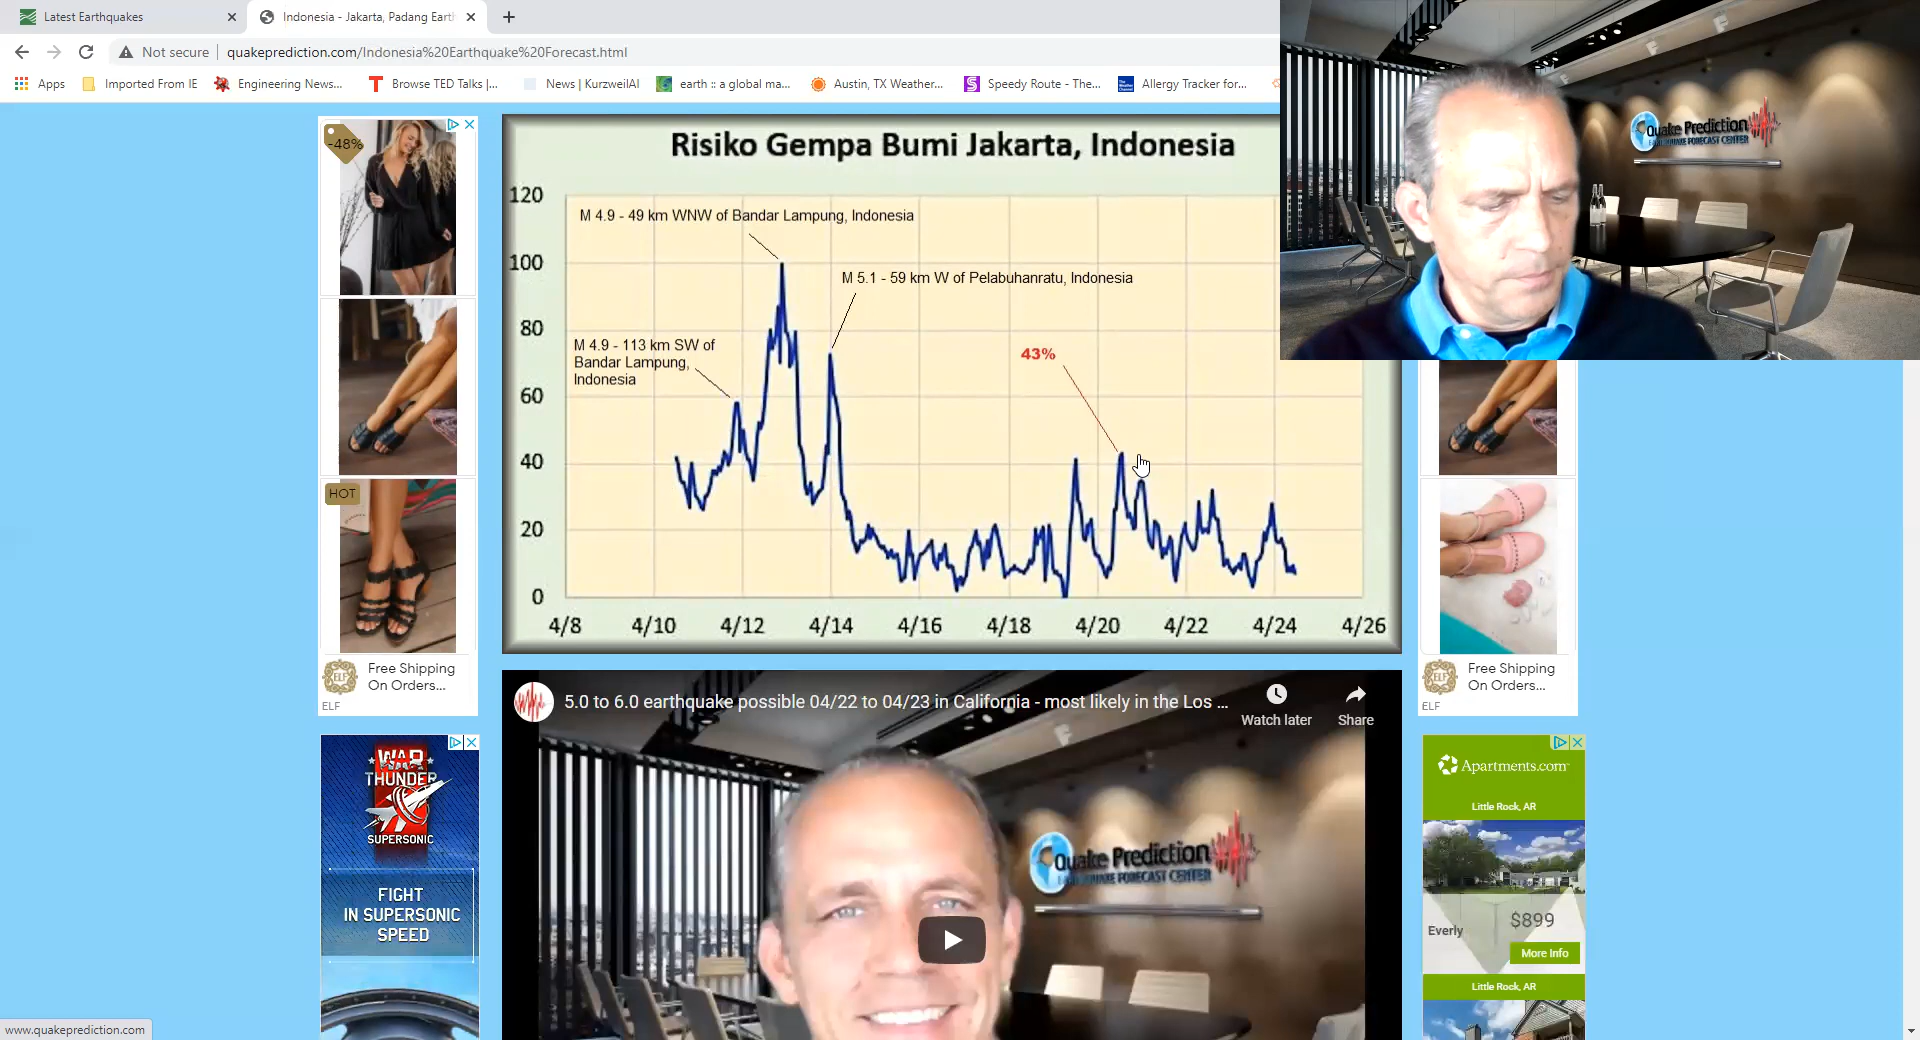 Latest Earthquakes
Indonesia - Jakarta, Padang Eart
Not secure
quakeprediction.com/Indonesia%20Earthquake%20Forecast.html
Apps
Imported From IE
Engineering News...
Browse TED Talks |...
News | KurzweilAI
earth :: a global ma...
Austin, TX Weather...
Speedy Route - The...
Allergy Tracker for...
Quake Prediction
EARTHQUAKE FORECAST CENTER
-48%
HOT
Free Shipping
On Orders...
ELF
Risiko Gempa Bumi Jakarta, Indonesia
120
100
80
60
40
20
0
M 4.9 - 49 km WNW of Bandar Lampung, Indonesia
M 5.1 - 59 km W of Pelabuhanratu, Indonesia
M 4.9 - 113 km SW of
Bandar Lampung,
Indonesia
43%
4/8 4/10 4/12 4/14 4/16 4/18 4/20 4/22 4/24 4/26
Free Shipping
On Orders...
ELF
5.0 to 6.0 earthquake possible 04/22 to 04/23 in California - most likely in the Los ...
Watch later
Share
Quake Prediction
EARTHQUAKE FORECAST CENTER
WAR
THUNDER
SUPERSONIC
FIGHT
IN SUPERSONIC
SPEED
Apartments.com
Little Rock, AR
$899
Everly
More Info
Little Rock, AR
www.quakeprediction.com